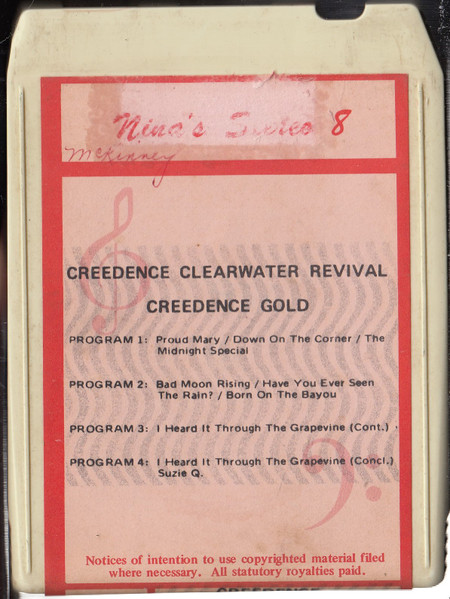 Nina's Stereo 8
McKinney
CREEDENCE CLEARWATER REVIVAL
CREEDENCE GOLD
PROGRAM 1: Proud Mary / Down On The Corner / The
Midnight Special
PROGRAM 2: Bad Moon Rising / Have You Ever Seen
The Rain? / Born On The Bayou
PROGRAM 3: I Heard It Through The Grapevine (Cont.)
PROGRAM 4: I Heard It Through The Grapevine (Concl.)
Suzie Q.
Notices of intention to use copyrighted material filed
where necessary. All statutory royalties paid.
CREEDENCE